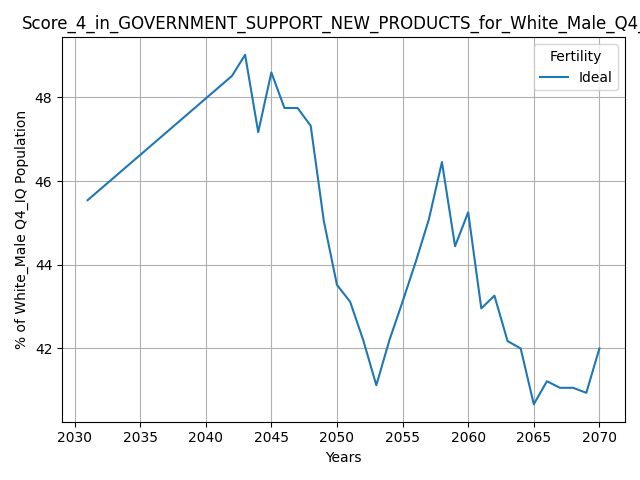 Score_4_in_GOVERNMENT_SUPPORT_NEW_PRODUCTS_for_White_Male_Q4_
Fertility
Ideal
% of White_Male Q4_IQ Population
48
46
44
42
2030 2035 2040 2045 2050 2055 2060 2065 2070
Years